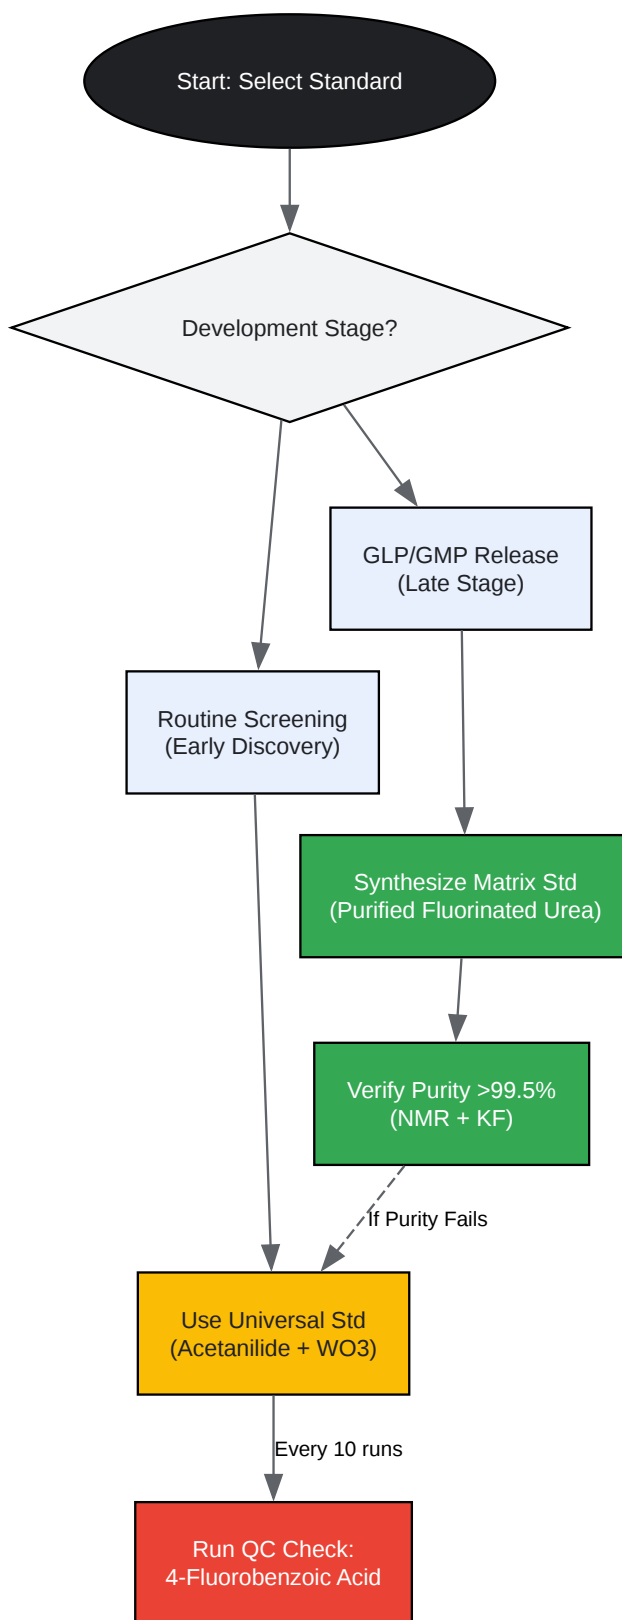 Start: Select Standard
Development Stage?
GLP/GMP Release
(Late Stage)
Routine Screening
(Early Discovery)
Synthesize Matrix Std
(Purified Fluorinated Urea)
Verify Purity >99.5%
(NMR + KF)
If Purity Fails
Use Universal Std
(Acetanilide + WO3)
Every 10 runs
Run QC Check:
4-Fluorobenzoic Acid